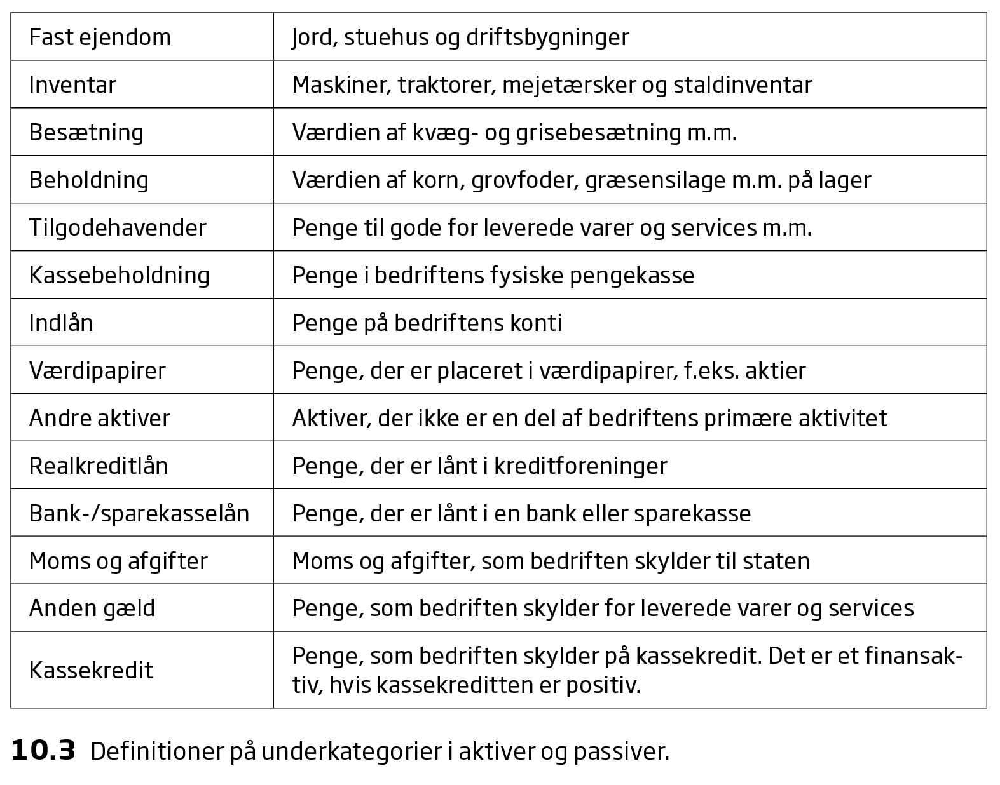 Fast ejendom
Jord, stuehus og driftsbygninger
Inventar
Maskiner, traktorer, mejetærsker og staldinventar
Besætning
Værdien af kvæg- og grisebesætning m.m.
Beholdning
Værdien af korn, grovfoder, græsensilage m.m. på lager
Tilgodehavender
Penge til gode for leverede varer og services m.m.
Kassebeholdning
Penge i bedriftens fysiske pengekasse
Indlån
Penge på bedriftens konti
Værdipapirer
Penge, der er placeret i værdipapirer, f.eks. aktier
Andre aktiver
Aktiver, der ikke er en del af bedriftens primære aktivitet
Realkreditlån
Penge, der er lånt i kreditforeninger
Bank-/sparekasselån
Penge, der er lånt i en bank eller sparekasse
Moms og afgifter
Moms og afgifter, som bedriften skylder til staten
Anden gæld
Penge, som bedriften skylder for leverede varer og services
Kassekredit
Penge, som bedriften skylder på kassekredit. Det er et finansak-
tiv, hvis kassekreditten er positiv.
10.3 Definitioner på underkategorier i aktiver og passiver.